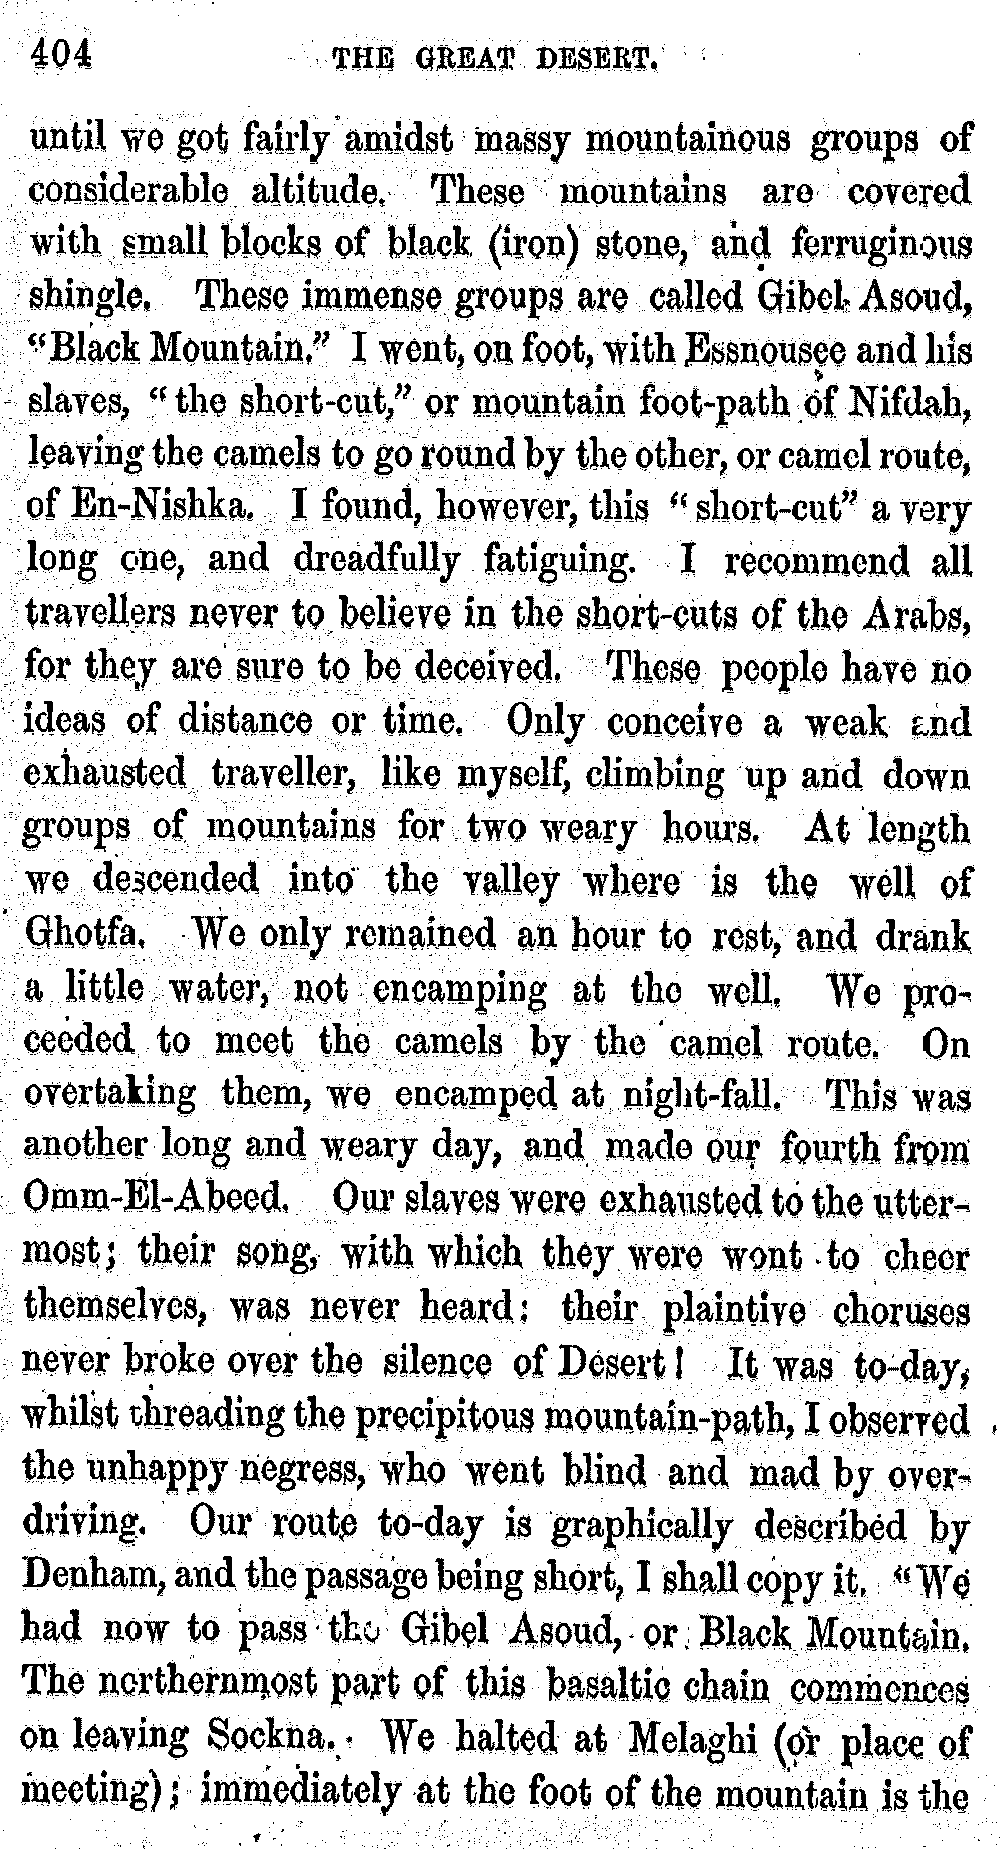 404 THE GREAT DESERT.
until we got fairly amidst massy mountainous groups of
considerable altitude. These mountains are covered
with small blocks of black (iron) stone, and ferruginous
shingle. These immense groups are called Gibel Asoud,
“Black Mountain.” I went, on foot, with Essnousee and his
slaves, “the short-cut,” or mountain foot-path of Nifdah,
leaving the camels to go round by the other, or camel route,
of En-Nishka. I found, however, this “short-cut” a very
long one, and dreadfully fatiguing. I recommend all
travellers never to believe in the short-cuts of the Arabs,
for they are sure to be deceived. These people have no
ideas of distance or time. Only conceive a weak and
exhausted traveller, like myself, climbing up and down
groups of mountains for two weary hours. At length
we descended into the valley where is the well of
Ghotfa. We only remained an hour to rest, and drank
a little water, not encamping at the well. We pro-
ceeded to meet the camels by the camel route. On
overtaking them, we encamped at night-fall. This was
another long and weary day, and made our fourth from
Omm-El-Abeed. Our slaves were exhausted to the utter-
most; their song, with which they were wont to cheer
themselves, was never heard: their plaintive choruses
never broke over the silence of Desert! It was to-day,
whilst threading the precipitous mountain-path, I observed
the unhappy negress, who went blind and mad by over-
driving. Our route to-day is graphically described by
Denham, and the passage being short, I shall copy it. “We
had now to pass the Gibel Asoud, or Black Mountain.
The northernmost part of this basaltic chain commences
on leaving Sockna. We halted at Melaghi (or place of
meeting); immediately at the foot of the mountain is the